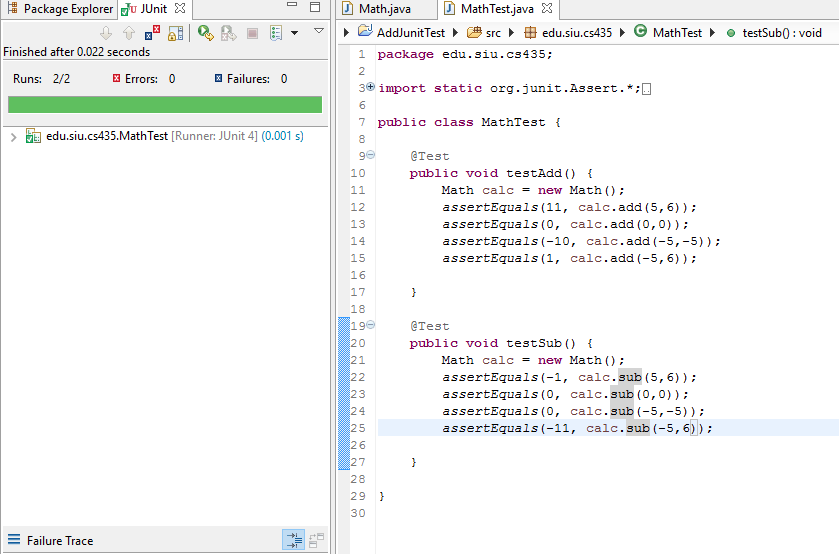 Package Explorer JUnit
Finished after 0.022 seconds
Runs: 2/2 Errors: 0 Failures: 0
edu.siu.cs435.MathTest [Runner: JUnit 4] (0.001 s)
Failure Trace
Math.java MathTest.java
AddJunitTest src edu.siu.cs435 MathTest testSub() : void
1 package edu.siu.cs435;
2
3 import static org.junit.Assert.*;
6
7 public class MathTest {
8
9 @Test
10 public void testAdd() {
11 Math calc = new Math();
12 assertEquals(11, calc.add(5,6));
13 assertEquals(0, calc.add(0,0));
14 assertEquals(-10, calc.add(-5,-5));
15 assertEquals(1, calc.add(-5,6));
16
17 }
18
19 @Test
20 public void testSub() {
21 Math calc = new Math();
22 assertEquals(-1, calc.sub(5,6));
23 assertEquals(0, calc.sub(0,0));
24 assertEquals(0, calc.sub(-5,-5));
25 assertEquals(-11, calc.sub(-5,6));
26
27 }
28
29 }
30